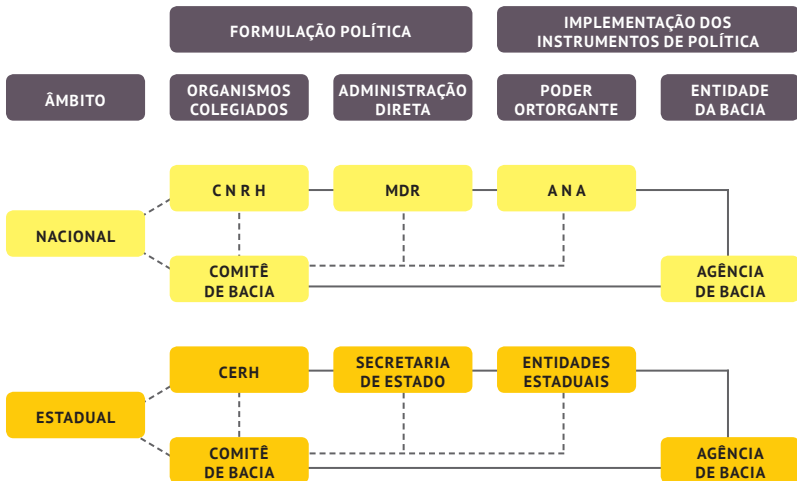 FORMULAÇÃO POLÍTICA
IMPLEMENTAÇÃO DOS
INSTRUMENTOS DE POLÍTICA
ÂMBITO
ORGANISMOS
COLEGIADOS
ADMINISTRAÇÃO
DIRETA
PODER
ORTORGANTE
ENTIDADE
DA BACIA
NACIONAL
C N R H
MDR
A N A
COMITÊ
DE BACIA
AGÊNCIA
DE BACIA
ESTADUAL
CERH
SECRETARIA
DE ESTADO
ENTIDADES
ESTADUAIS
COMITÊ
DE BACIA
AGÊNCIA
DE BACIA